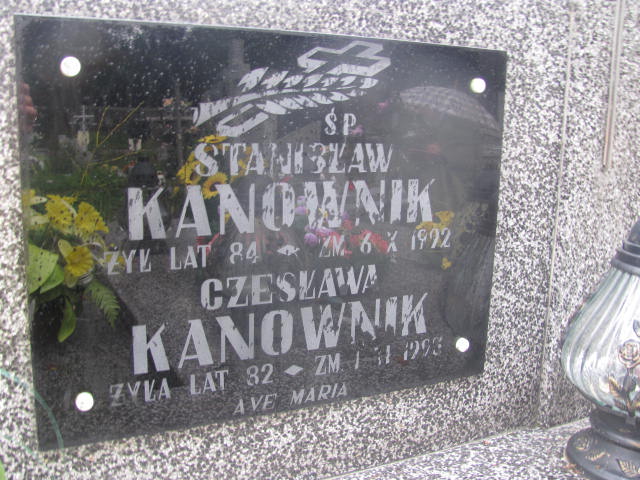 ŚP
STANISŁAW
KANOWNIK
ŻYŁ LAT 84 ZM. 6 X 1992
CZESŁAWA
KANOWNIK
ŻYŁA LAT 82 ZM
AVE MARIA